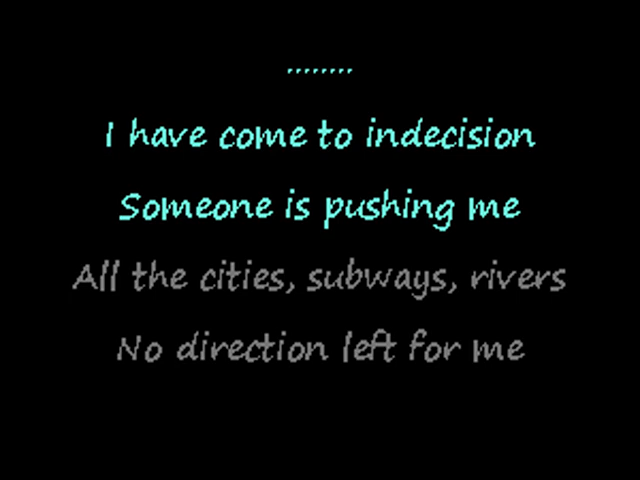 ........
I have come to indecision
Someone is pushing me
All the cities, subways, rivers
No direction left for me